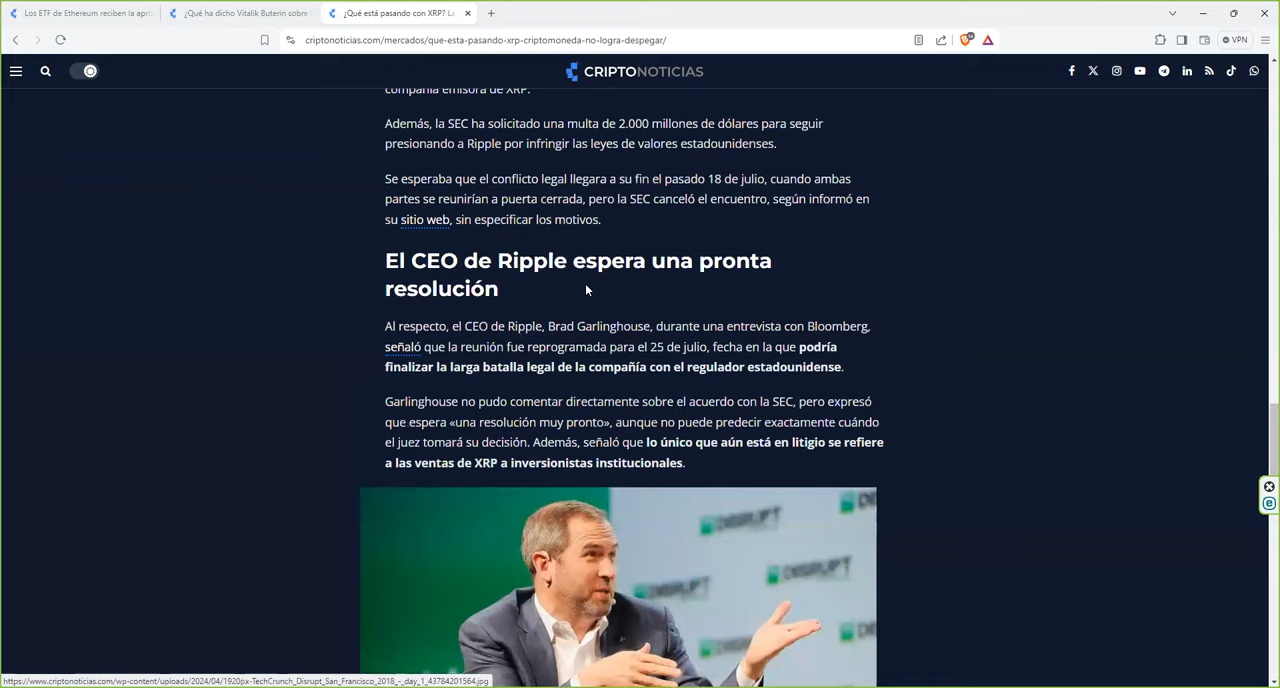 Los ETF de Ethereum reciben la apr
¿Qué ha dicho Vitalik Buterin sobre
¿Qué está pasando con XRP? La
criptonoticias.com/mercados/que-esta-pasando-xrp-criptomoneda-no-logra-despegar/
VPN
CRIPTONOTICIAS
compañía emisora de XRP.
Además, la SEC ha solicitado una multa de 2.000 millones de dólares para seguir
presionando a Ripple por infringir las leyes de valores estadounidenses.
Se esperaba que el conflicto legal llegara a su fin el pasado 18 de julio, cuando ambas
partes se reunirían a puerta cerrada, pero la SEC canceló el encuentro, según informó en
su sitio web, sin especificar los motivos.
El CEO de Ripple espera una pronta
resolución
Al respecto, el CEO de Ripple, Brad Garlinghouse, durante una entrevista con Bloomberg,
señaló que la reunión fue reprogramada para el 25 de julio, fecha en la que podría
finalizar la larga batalla legal de la compañía con el regulador estadounidense.
Garlinghouse no pudo comentar directamente sobre el acuerdo con la SEC, pero expresó
que espera «una resolución muy pronto», aunque no puede predecir exactamente cuándo
el juez tomará su decisión. Además, señaló que lo único que aún está en litigio se refiere
a las ventas de XRP a inversionistas institucionales.
DISRUPT
DISRUPT
https://www.criptonoticias.com/wp-content/uploads/2024/04/1920px-TechCrunch_Disrupt_San_Francisco_2018_-_day_1_43784201564.jpg